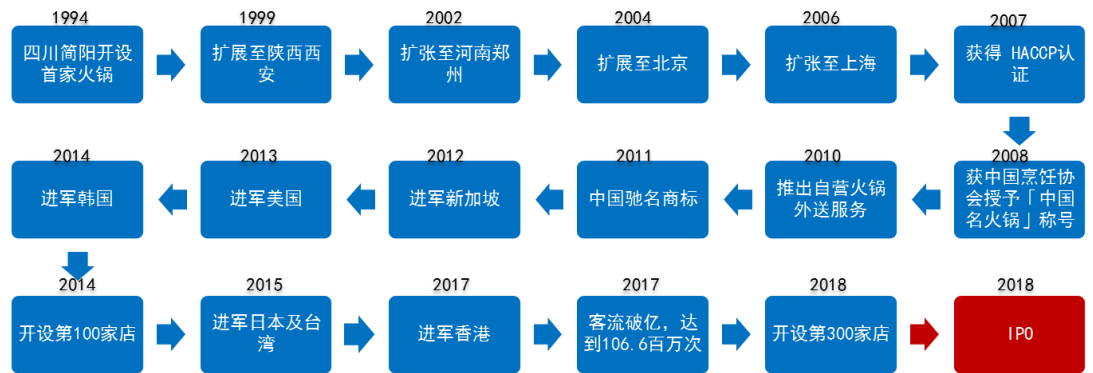 1994
四川简阳开设
首家火锅
1999
扩展至陕西西
安
2002
扩张至河南郑
州
2004
扩展至北京
2006
扩张至上海
2007
获得 HACCP认
证
2008
获中国烹饪协
会授予「中国
名火锅」称号
2010
推出自营火锅
外送服务
2011
中国驰名商标
2012
进军新加坡
2013
进军美国
2014
进军韩国
2014
开设第100家店
2015
进军日本及台
湾
2017
进军香港
2017
客流破亿，达
到106.6百万次
2018
开设第300家店
2018
IPO